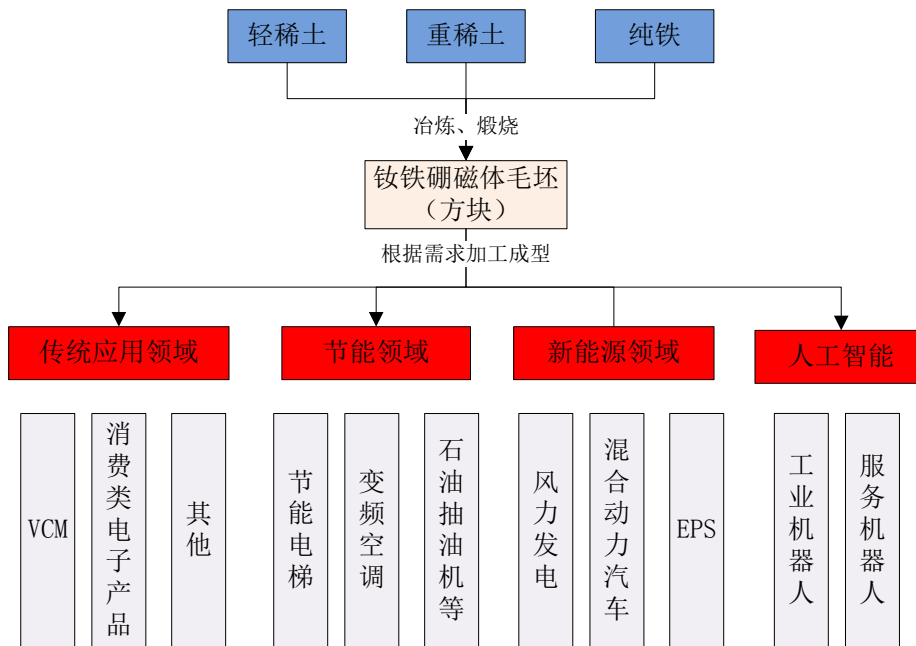 轻稀土
重稀土
纯铁
冶炼、煅烧
钕铁硼磁体毛坯
（方块）
根据需求加工成型
传统应用领域
节能领域
新能源领域
人工智能
VCM
消费类电子产品
其他
节能电梯
变频空调
石油抽油机等
风力发电
混合动力汽车
EPS
工业机器人
服务机器人